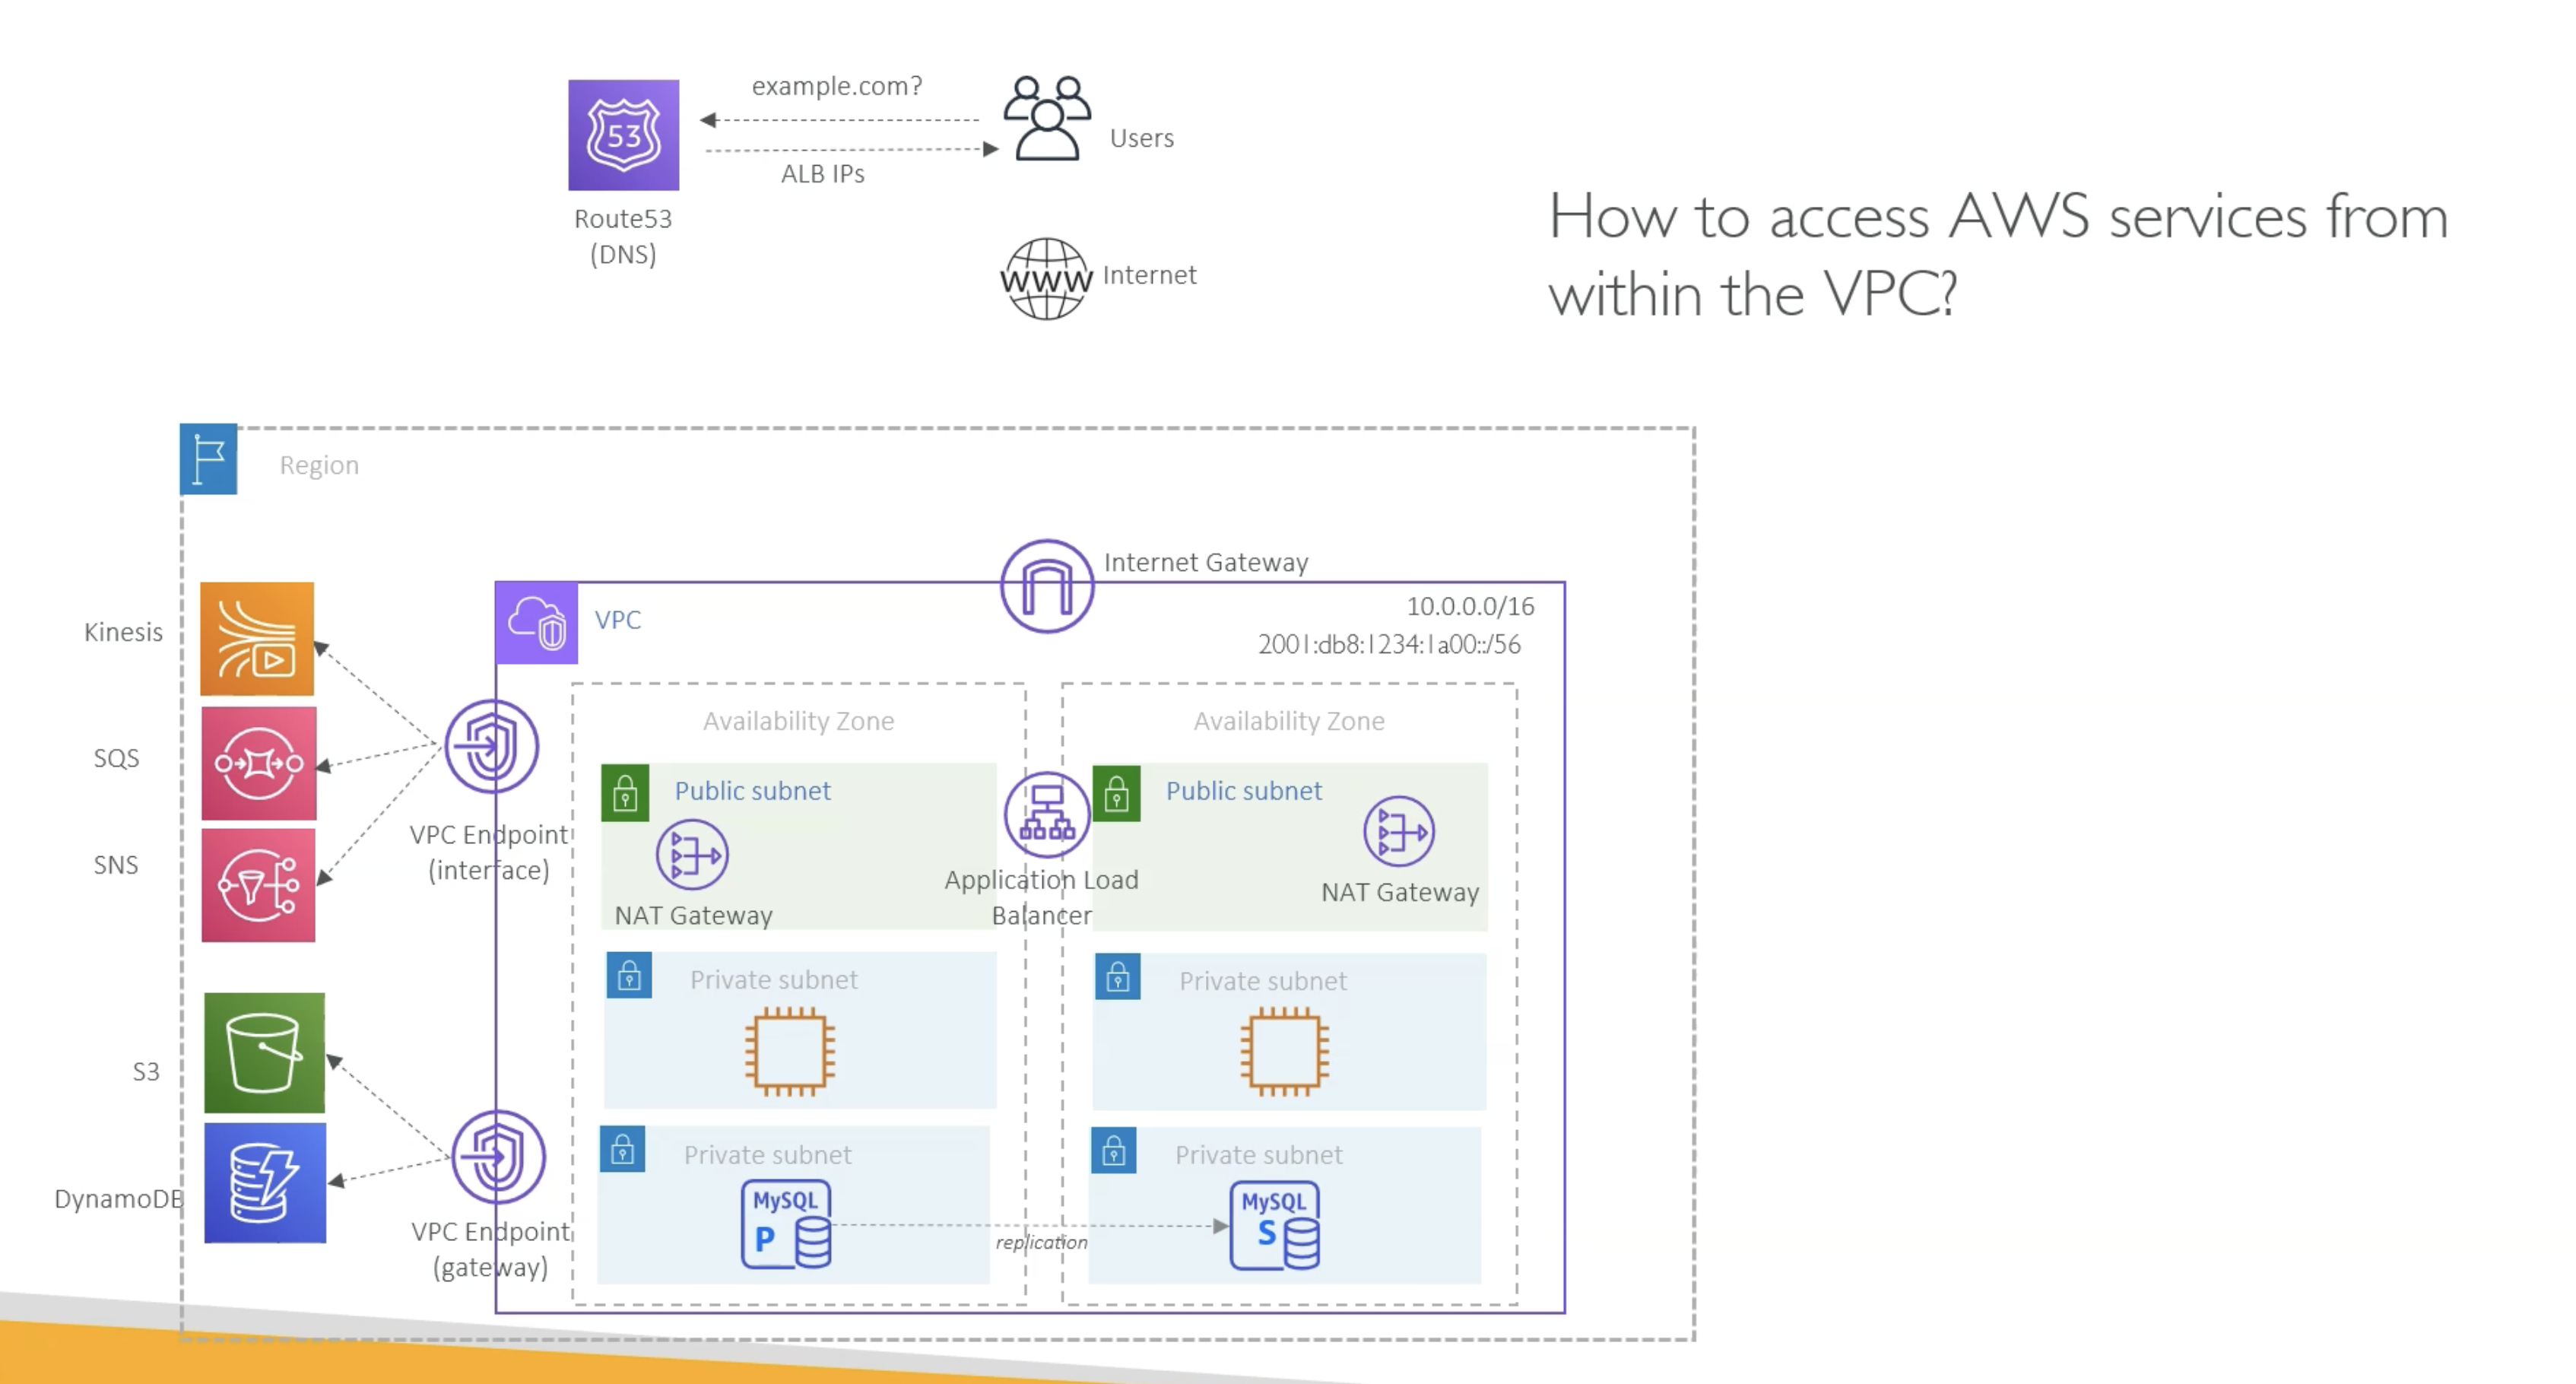 example.com?
ALB IPs
53
Users
Route53
(DNS)
www
Internet
How to access AWS services from
within the VPC?
Region
Internet Gateway
VPC
10.0.0.0/16
2001:db8:1234:1a00::/56
Kinesis
SQS
SNS
VPC Endpoint
(interface)
Availability Zone
Availability Zone
Public subnet
NAT Gateway
Application Load
Balancer
Public subnet
NAT Gateway
Private subnet
Private subnet
S3
DynamoDB
VPC Endpoint
(gateway)
Private subnet
MySQL
P
replication
Private subnet
MySQL
S